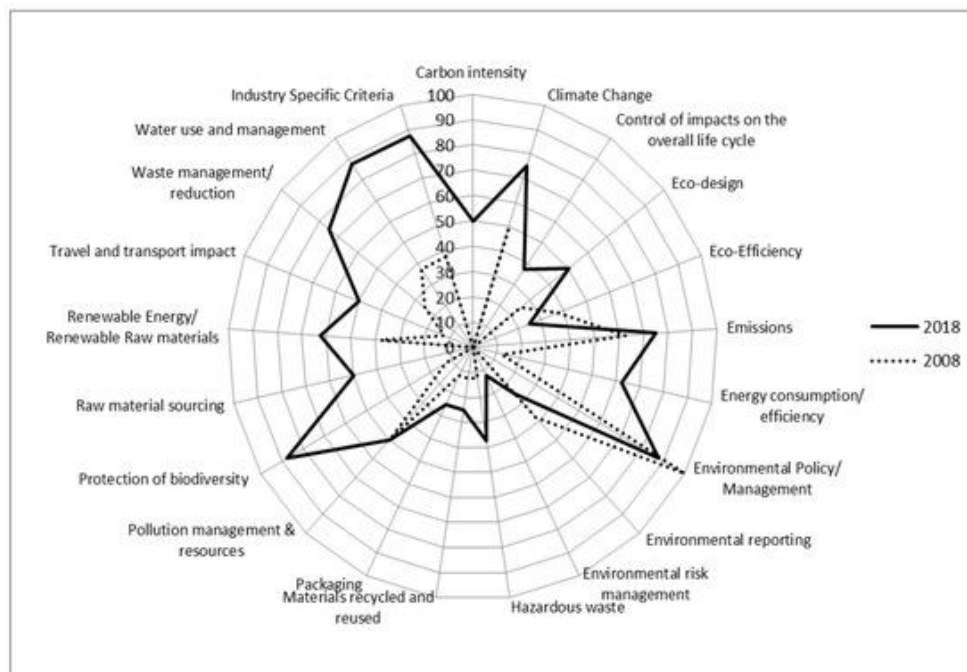 Carbon intensity
Climate Change
Control of impacts on the
overall life cycle
Eco-design
Eco-Efficiency
Emissions
Energy consumption/
efficiency
Environmental Policy/
Management
Environmental reporting
Environmental risk
management
Hazardous waste
Materials recycled and
reused
Packaging
Pollution management &
resources
Protection of biodiversity
Raw material sourcing
Renewable Energy/
Renewable Raw materials
Travel and transport impact
Waste management/
reduction
Water use and management
Industry Specific Criteria
100
90
80
70
60
50
40
30
20
10
0
2018
2008